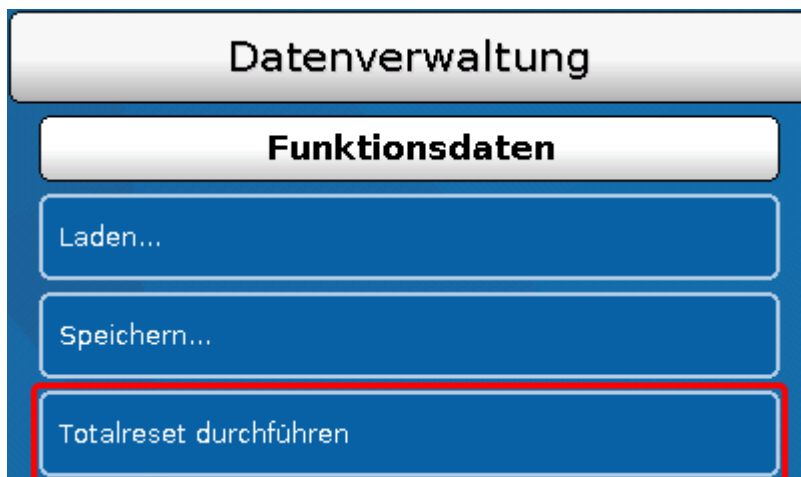 Datenverwaltung
Funktionsdaten
Laden...
Speichern...
Totalreset durchführen